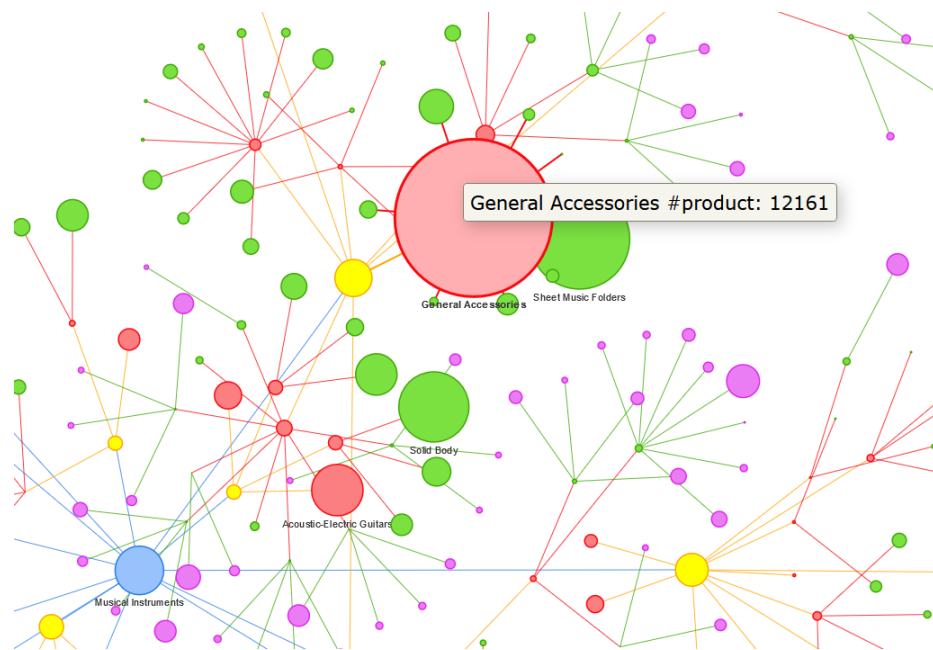 General Accessories #product: 12161
Sheet Music Folders
General Accessories
Solid Body
Acoustic-Electric Guitars
Musical Instruments